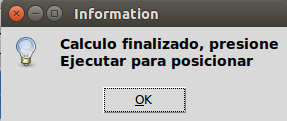 Information
Calculo finalizado, presione
Ejecutar para posicionar
OK